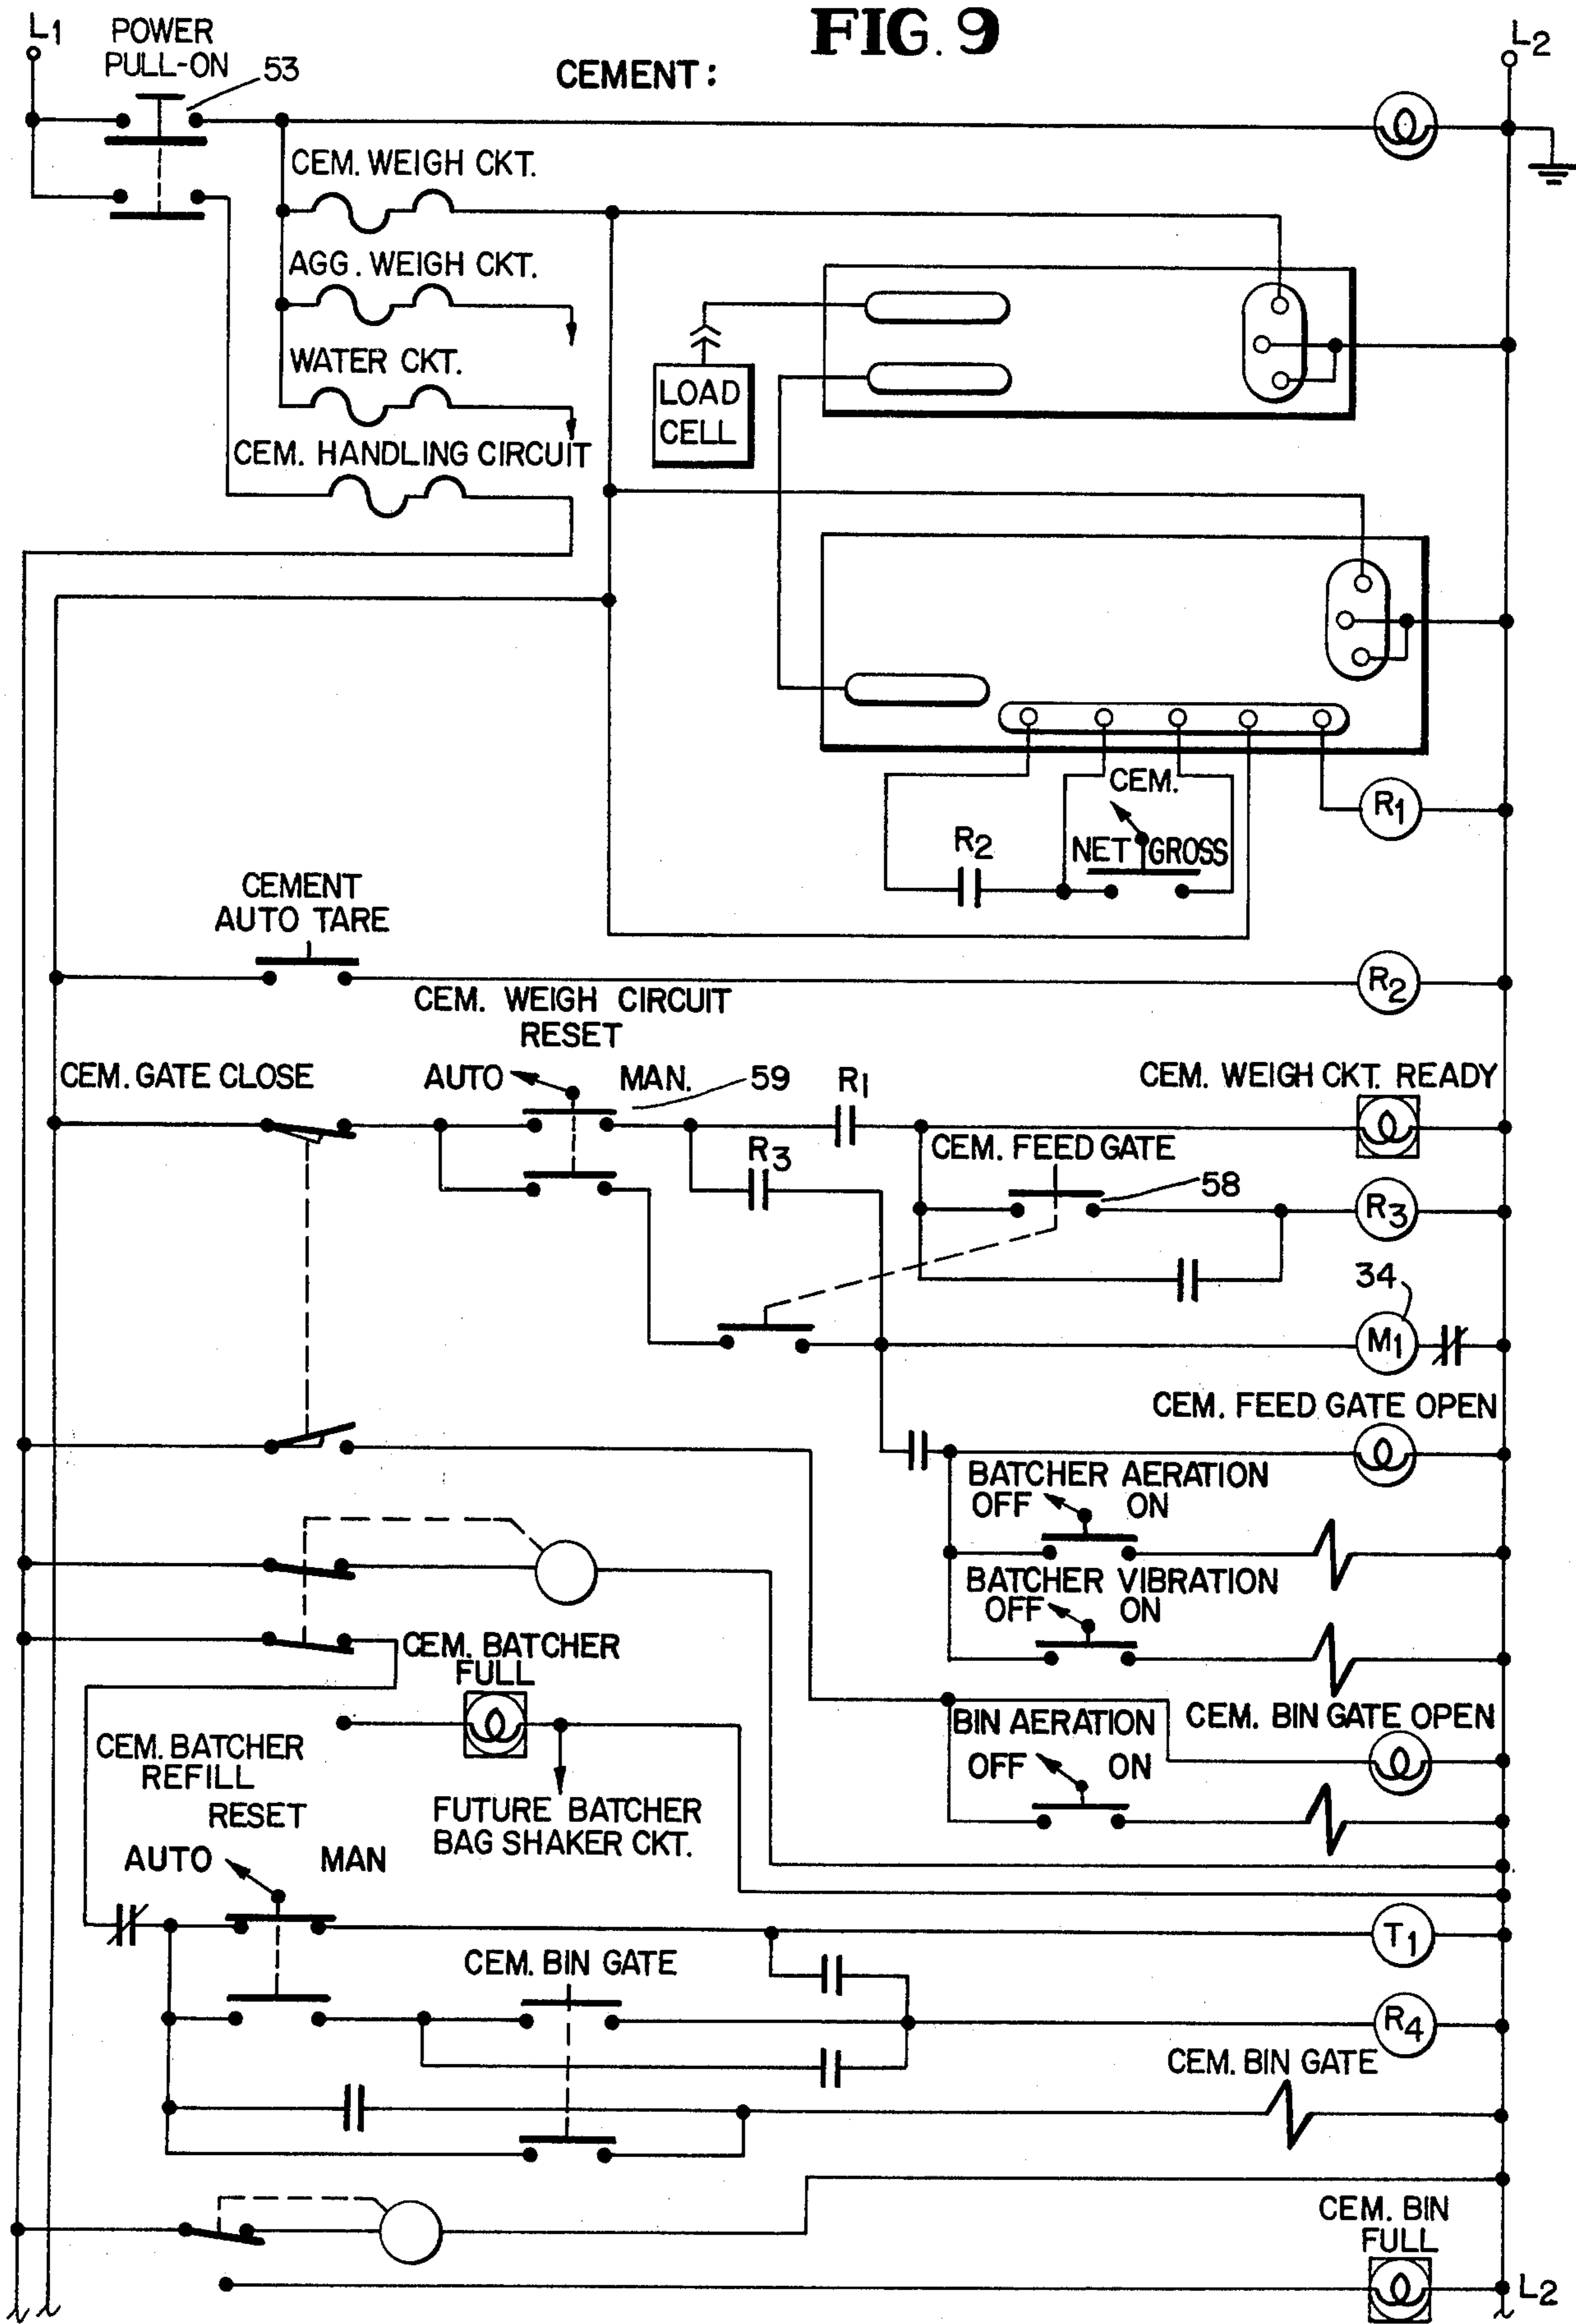 FIG. 9
L1
POWER
PULL-ON
53
CEMENT:
L2
CEM. WEIGH CKT.
AGG. WEIGH CKT.
WATER CKT.
LOAD
CELL
CEM. HANDLING CIRCUIT
CEM.
R1
R2
NET GROSS
CEMENT
AUTO TARE
R2
CEM. WEIGH CIRCUIT
RESET
CEM. GATE CLOSE
AUTO
MAN.
59
R1
CEM. WEIGH CKT. READY
R3
CEM. FEED GATE
58
R3
34
M1
CEM. FEED GATE OPEN
BATCHER AERATION
OFF ON
BATCHER VIBRATION
OFF ON
CEM. BATCHER
FULL
BIN AERATION
CEM. BIN GATE OPEN
OFF ON
CEM. BATCHER
REFILL
RESET
FUTURE BATCHER
BAG SHAKER CKT.
AUTO MAN
T1
CEM. BIN GATE
R4
CEM. BIN GATE
CEM. BIN
FULL
L2